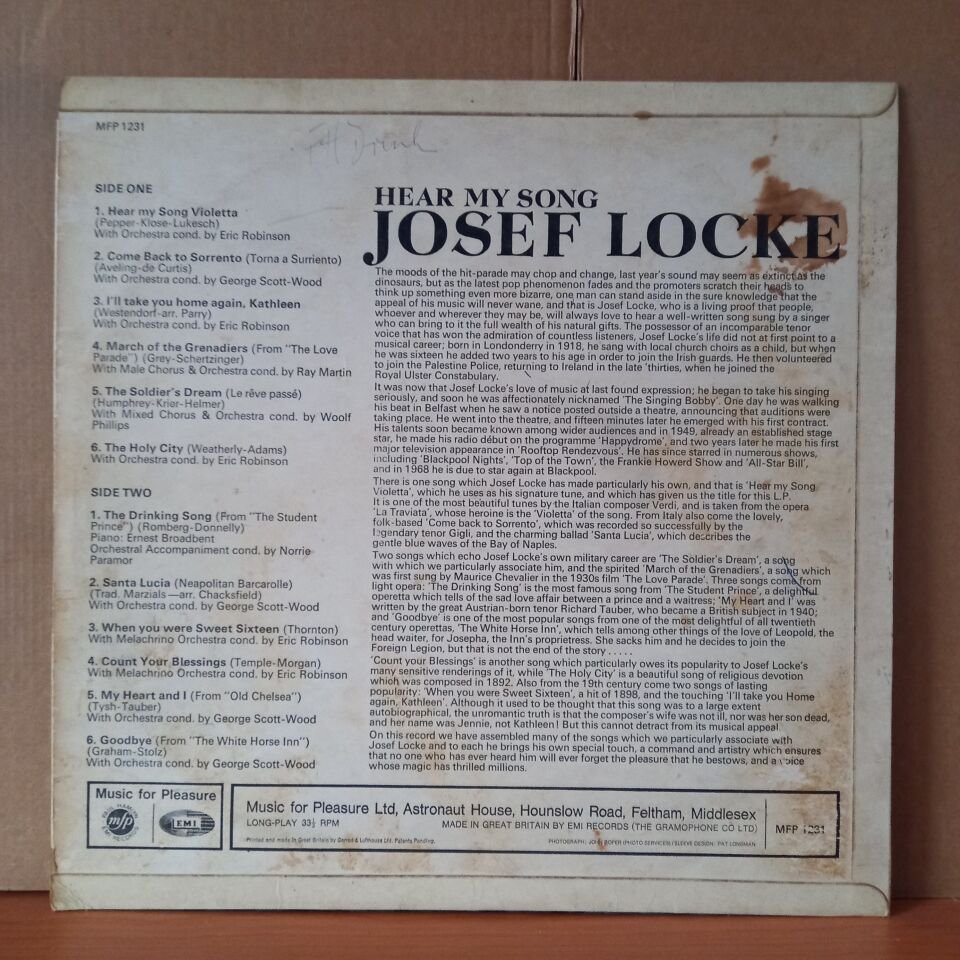 MFP 1231
SIDE ONE
1. Hear my Song Violetta
(Pepper-Klose-Lukesch)
With Orchestra cond. by Eric Robinson
2. Come Back to Sorrento (Torna a Surriento)
(Aveling-de Curtis)
With Orchestra cond. by George Scott-Wood
3. I'll take you home again, Kathleen
(Westendorf-arr. Parry)
With Orchestra cond. by Eric Robinson
4. March of the Grenadiers (From "The Love
Parade") (Grey-Schertzinger)
With Male Chorus & Orchestra cond. by Ray Martin
5. The Soldier's Dream (Le rêve passé)
(Humphrey-Krier-Helmer)
With Mixed Chorus & Orchestra cond. by Woolf
Phillips
6. The Holy City (Weatherly-Adams)
With Orchestra cond. by Eric Robinson
SIDE TWO
1. The Drinking Song (From "The Student
Prince") (Romberg-Donnelly)
Piano: Ernest Broadbent
Orchestral Accompaniment cond. by Norrie
Paramor
2. Santa Lucia (Neapolitan Barcarolle)
(Trad. Marzials—arr. Chacksfield)
With Orchestra cond. by George Scott-Wood
3. When you were Sweet Sixteen (Thornton)
With Melachrino Orchestra cond. by Eric Robinson
4. Count Your Blessings (Temple-Morgan)
With Melachrino Orchestra cond. by Eric Robinson
5. My Heart and I (From "Old Chelsea")
(Tysh-Tauber)
With Orchestra cond. by George Scott-Wood
6. Goodbye (From "The White Horse Inn")
(Graham-Stolz)
With Orchestra cond. by George Scott-Wood
HEAR MY SONG
JOSEF LOCKE
The moods of the hit-parade may chop and change, last year's sound may seem as extinct as the
dinosaurs, but as the latest pop phenomenon fades and the promoters scratch their heads to
think up something even more bizarre, one man can stand aside in the sure knowledge that the
appeal of his music will never wane, and that is Josef Locke, who is a living proof that people,
whoever and wherever they may be, will always love to hear a well-written song sung by a singer
who can bring to it the full wealth of his natural gifts. The possessor of an incomparable tenor
voice that has won the admiration of countless listeners, Josef Locke's life did not at first point to a
musical career; born in Londonderry in 1918, he sang with local church choirs as a child, but when
he was sixteen he added two years to his age in order to join the Irish guards. He then volunteered
to join the Palestine Police, returning to Ireland in the late 'thirties, when he joined the
Royal Ulster Constabulary.
It was now that Josef Locke's love of music at last found expression; he began to take his singing
seriously, and soon he was affectionately nicknamed 'The Singing Bobby'. One day he was walking
his beat in Belfast when he saw a notice posted outside a theatre, announcing that auditions were
taking place. He went into the theatre, and fifteen minutes later he emerged with his first contract.
His talents soon became known among wider audiences and in 1949, already an established stage
star, he made his radio début on the programme 'Happydrome', and two years later he made his first
major television appearance in 'Rooftop Rendezvous'. He has since starred in numerous shows,
including 'Blackpool Nights', 'Top of the Town', the Frankie Howerd Show and 'All-Star Bill',
and in 1968 he is due to star again at Blackpool.
There is one song which Josef Locke has made particularly his own, and that is 'Hear my Song
Violetta', which he uses as his signature tune, and which has given us the title for this L.P.
It is one of the most beautiful tunes by the Italian composer Verdi, and is taken from the opera
'La Traviata', whose heroine is the 'Violetta' of the song. From Italy also come the lovely,
folk-based 'Come back to Sorrento', which was recorded so successfully by the
legendary tenor Gigli, and the charming ballad 'Santa Lucia', which describes the
gentle blue waves of the Bay of Naples.
Two songs which echo Josef Locke's own military career are 'The Soldier's Dream', a song
with which we particularly associate him, and the spirited 'March of the Grenadiers', a song which
was first sung by Maurice Chevalier in the 1930s film 'The Love Parade'. Three songs come from
light opera: 'The Drinking Song' is the most famous song from 'The Student Prince', a delightful
operetta which tells of the sad love affair between a prince and a waitress; 'My Heart and I' was
written by the great Austrian-born tenor Richard Tauber, who became a British subject in 1940;
and 'Goodbye' is one of the most popular songs from one of the most delightful of all twentieth
century operettas, 'The White Horse Inn', which tells among other things of the love of Leopold, the
head waiter, for Josepha, the Inn's proprietress. She sacks him and he decides to join the
Foreign Legion, but that is not the end of the story . . . . .
'Count your Blessings' is another song which particularly owes its popularity to Josef Locke's
many sensitive renderings of it, while 'The Holy City' is a beautiful song of religious devotion
which was composed in 1892. Also from the 19th century come two songs of lasting
popularity: 'When you were Sweet Sixteen', a hit of 1898, and the touching 'I'll take you Home
again, Kathleen'. Although it used to be thought that this song was to a large extent
autobiographical, the unromantic truth is that the composer's wife was not ill, nor was her son dead,
and her name was Jennie, not Kathleen! But this cannot detract from its musical appeal.
On this record we have assembled many of the songs which we particularly associate with
Josef Locke and to each he brings his own special touch, a command and artistry which ensures
that no one who has ever heard him will ever forget the pleasure that he bestows, and a voice
whose magic has thrilled millions.
Music for Pleasure
mfp
EMI
Music for Pleasure Ltd, Astronaut House, Hounslow Road, Feltham, Middlesex
LONG-PLAY 33⅓ RPM
MADE IN GREAT BRITAIN BY EMI RECORDS (THE GRAMOPHONE CO LTD)
MFP 1231
Printed and made in Great Britain by Garrod & Lofthouse Ltd. Patents Pending.
PHOTOGRAPH: JOHN ROPER (PHOTO SERVICES) / SLEEVE DESIGN: PAT LONGMAN